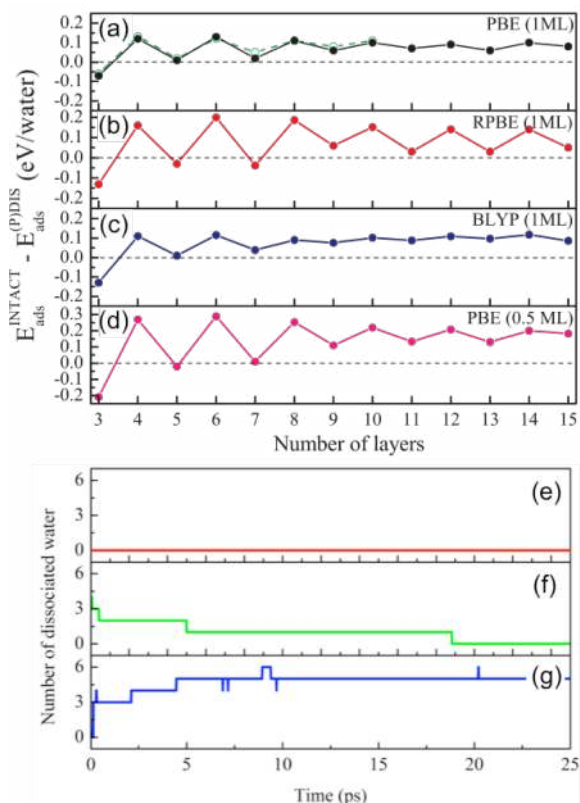 (a)
PBE (1ML)
0.2
0.1
0.0
0.1
0.2
(b)
RPBE (1ML)
0.2
0.1
0.0
0.1
0.2
(c)
BLYP (1ML)
0.2
0.1
0.0
0.1
0.2
(d)
PBE (0.5 ML)
0.3
0.2
0.1
0.0
0.1
0.2
E_ads^INTACT - E_ads^(P)DIS (eV/water)
3 4 5 6 7 8 9 10 11 12 13 14 15
Number of layers
(e)
6
3
0
(f)
6
3
0
(g)
6
3
0
Number of dissociated water
0 5 10 15 20 25
Time (ps)